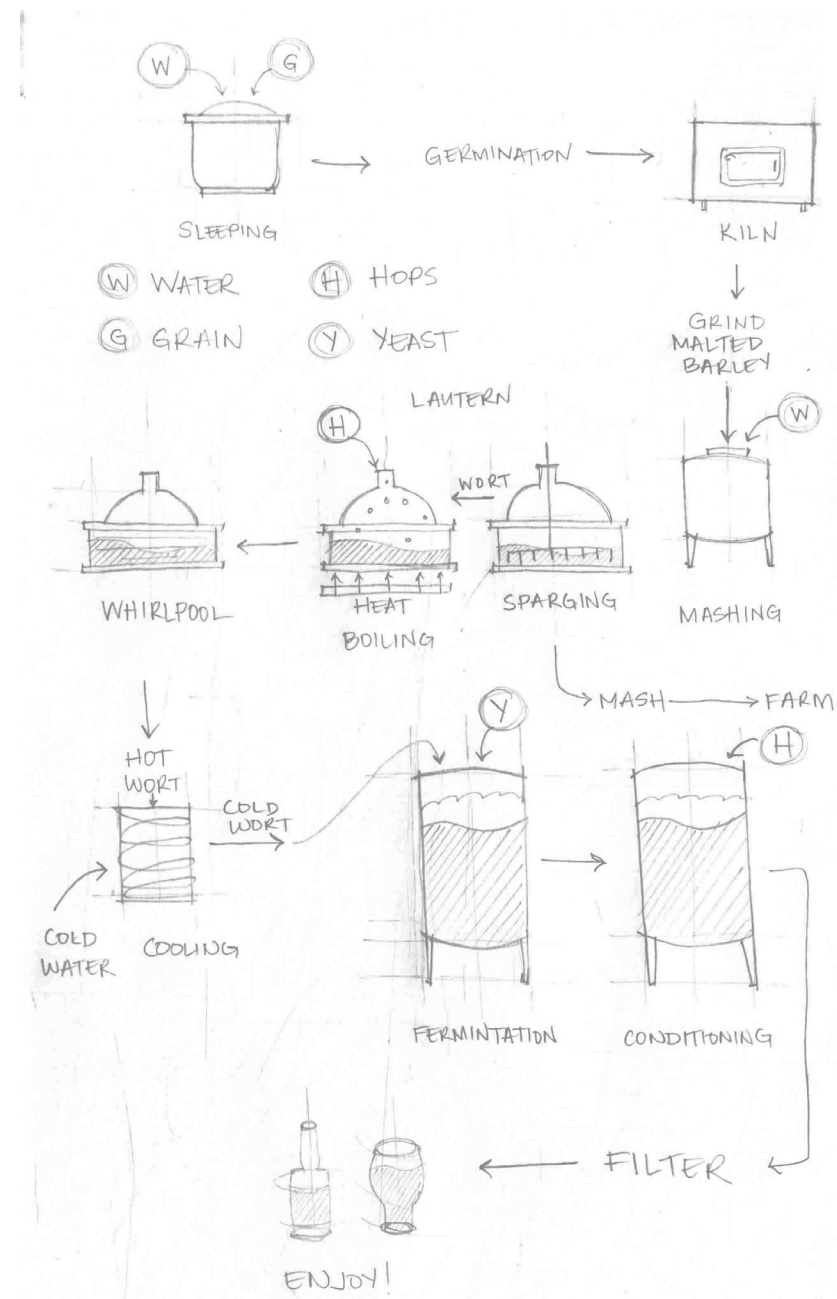 W
G
SLEEPING
GERMINATION
KILN
W WATER
H HOPS
G GRAIN
Y YEAST
GRIND
MALTED
BARLEY
W
LAUTERN
H
WORT
WHIRLPOOL
HEAT
BOILING
SPARGING
MASHING
MASH
FARM
Y
H
HOT
WORT
COLD
WORT
COLD
WATER
COOLING
FERMINTATION
CONDITIONING
FILTER
ENJOY!